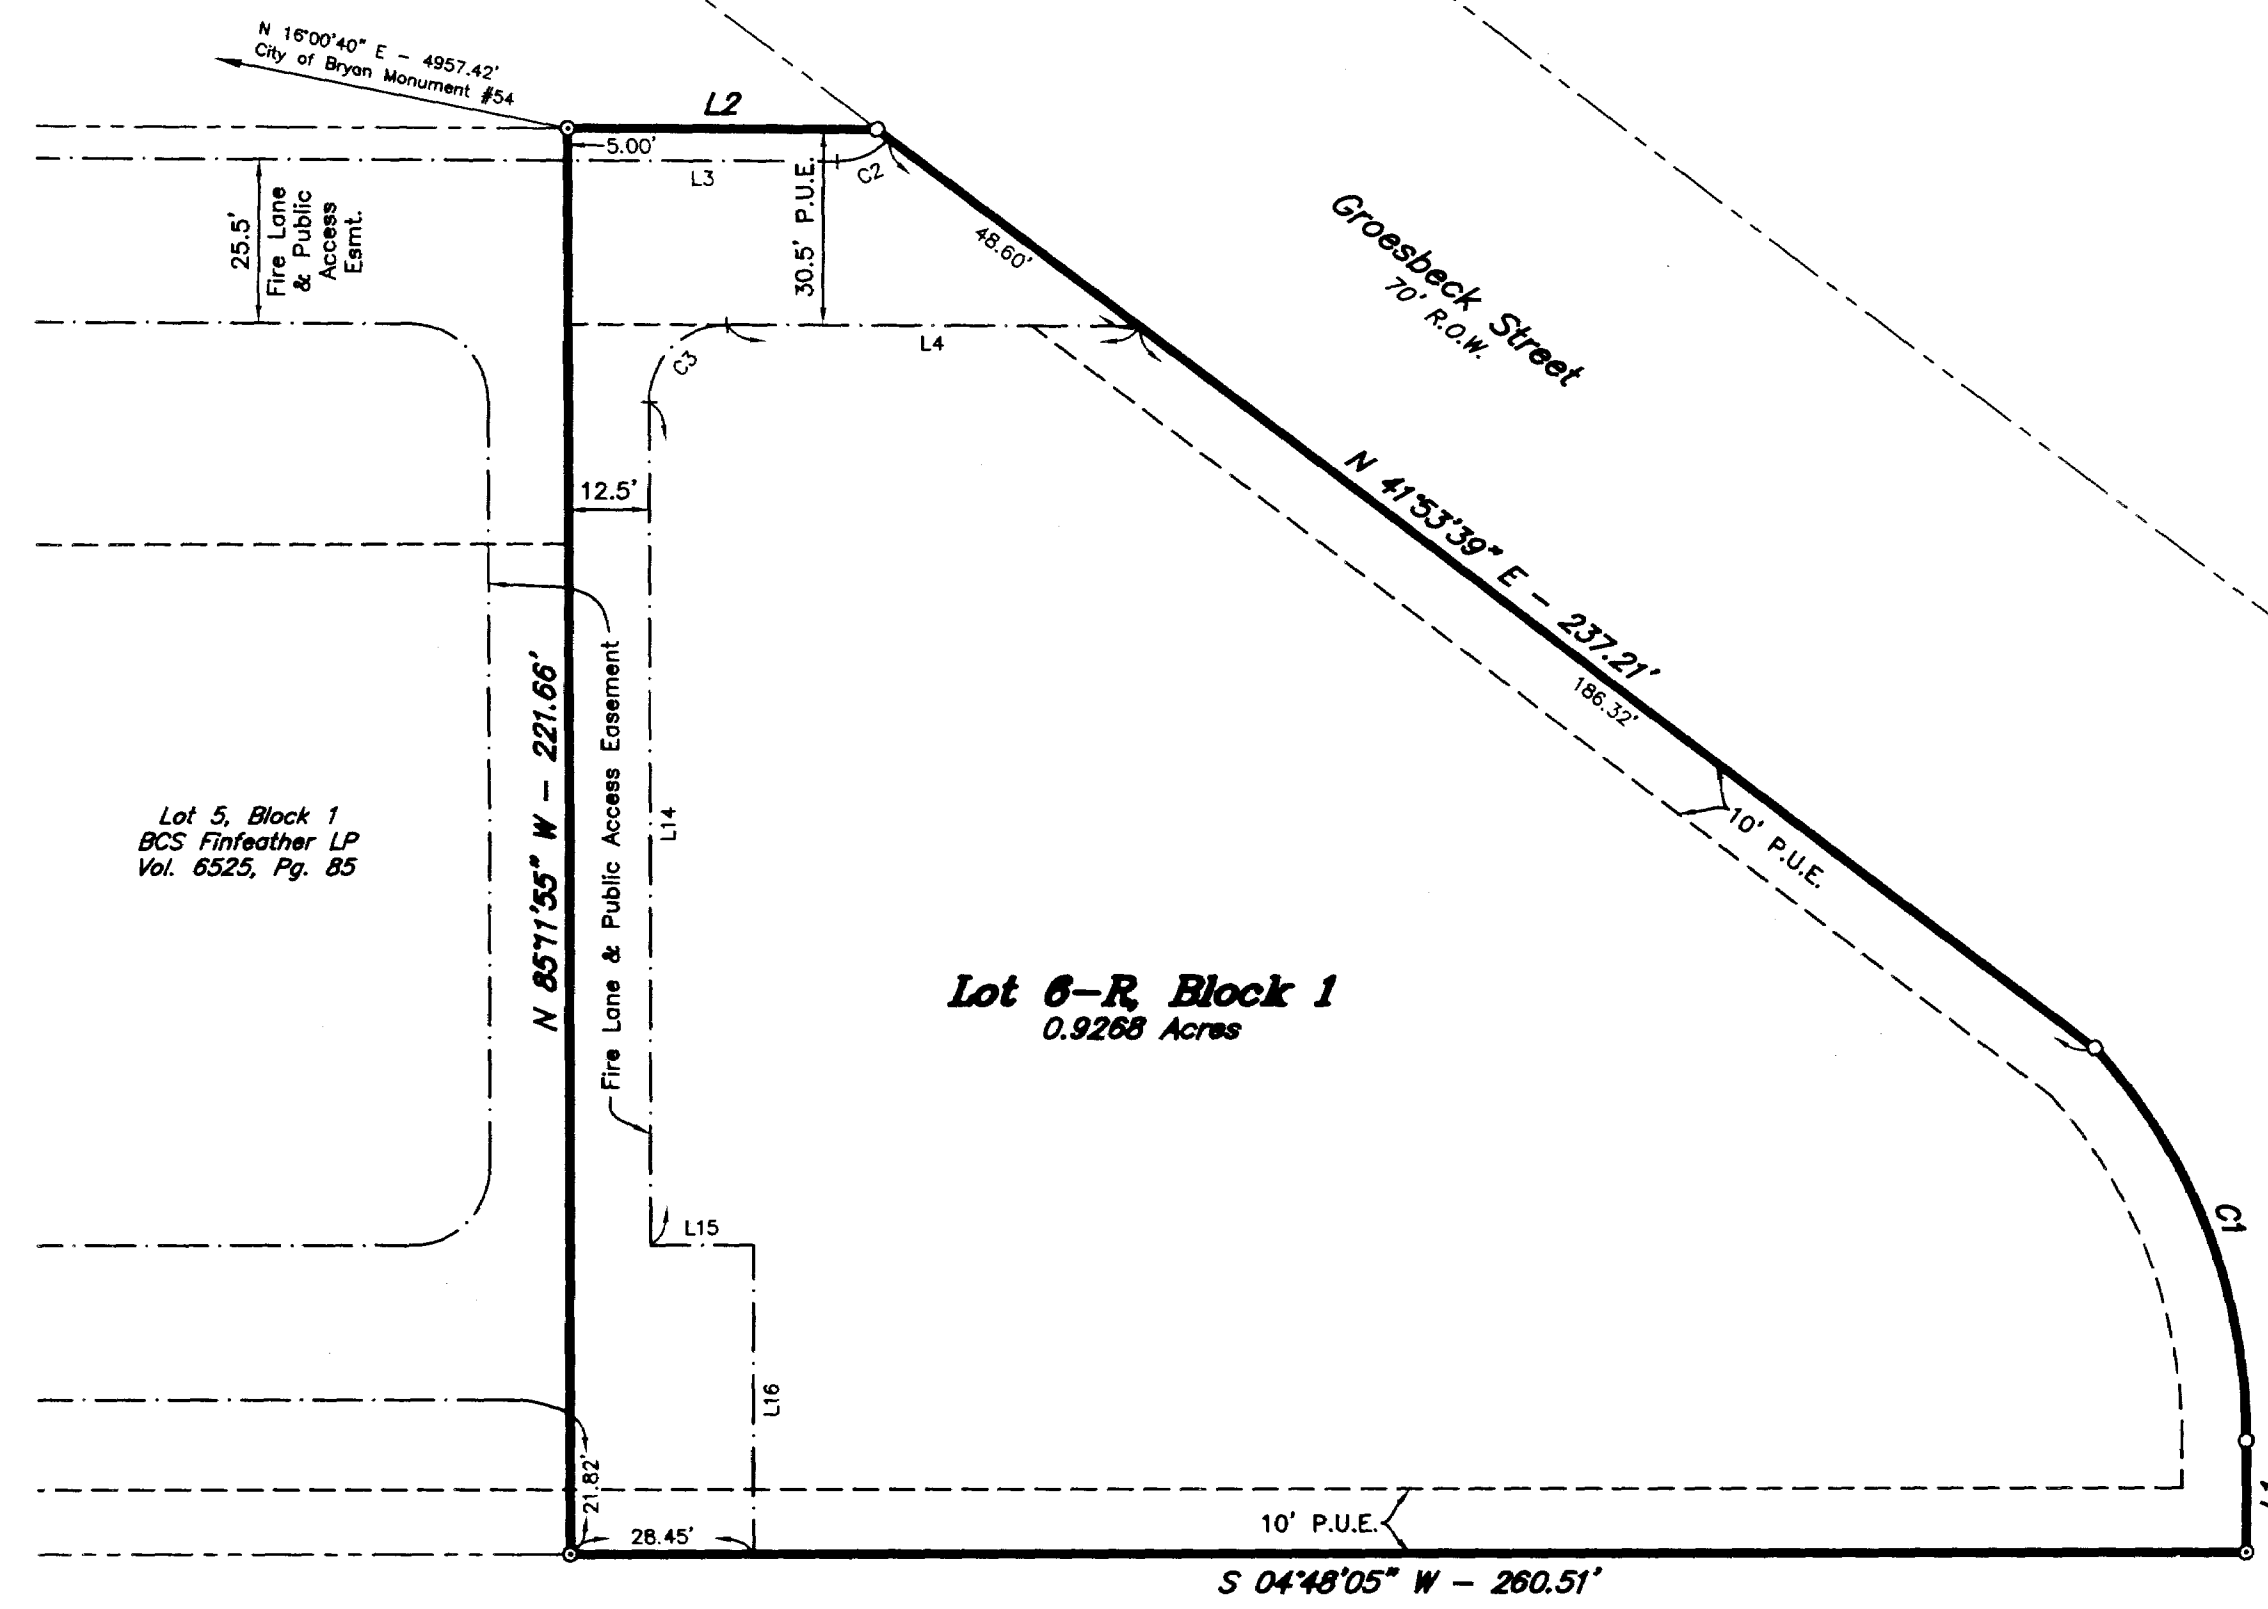 N 16°00'40" E - 4957.42'
City of Bryan Monument #54
L2
5.00'
L3
C2
25.5'
Fire Lane
& Public
Access
Esmt.
30.5' P.U.E.
48.60'
Groesbeck Street
70' R.O.W.
L4
C3
12.5'
N 41°53'39" E - 237.21'
186.32'
10' P.U.E.
N 85°11'55" W - 221.66'
Fire Lane & Public Access Easement
L14
Lot 5, Block 1
BCS Finfeather LP
Vol. 6525, Pg. 85
Lot 6-R, Block 1
0.9268 Acres
C1
L15
L16
21.82'
28.45'
10' P.U.E.
S 04°48'05" W - 260.51'